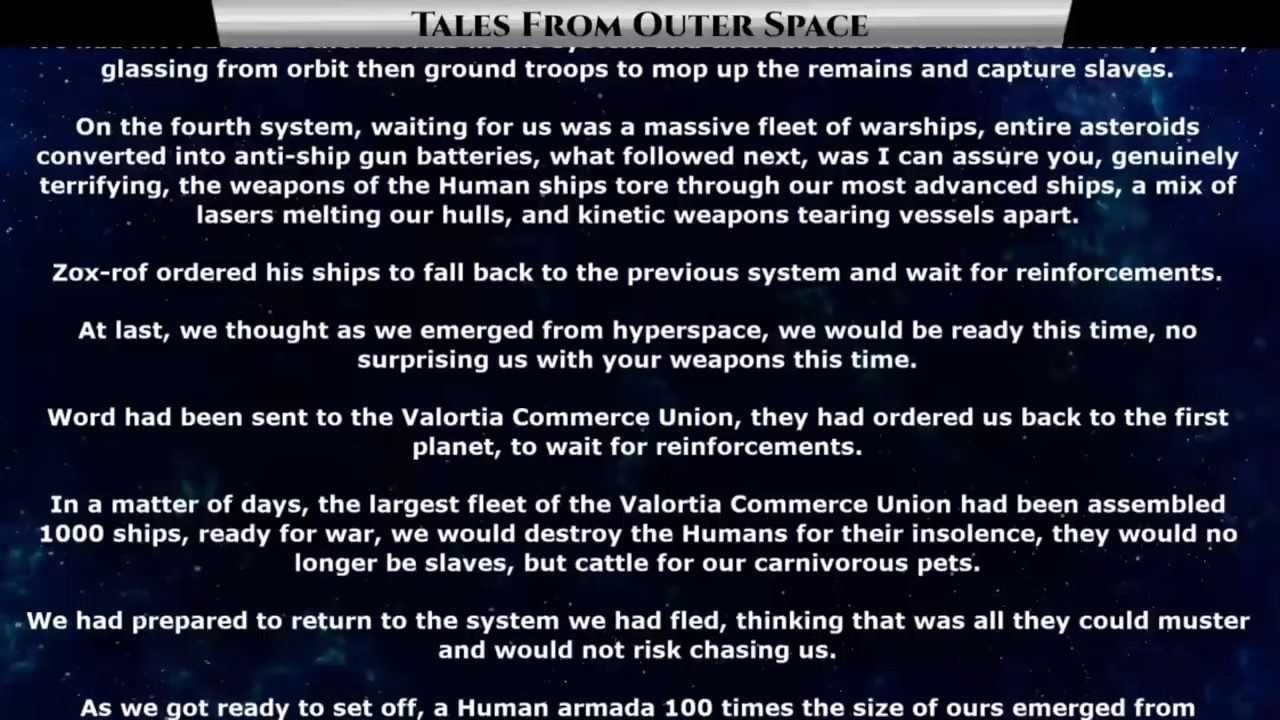 Tales From Outer Space
glassing from orbit then ground troops to mop up the remains and capture slaves.
On the fourth system, waiting for us was a massive fleet of warships, entire asteroids
converted into anti-ship gun batteries, what followed next, was I can assure you, genuinely
terrifying, the weapons of the Human ships tore through our most advanced ships, a mix of
lasers melting our hulls, and kinetic weapons tearing vessels apart.
Zox-rof ordered his ships to fall back to the previous system and wait for reinforcements.
At last, we thought as we emerged from hyperspace, we would be ready this time, no
surprising us with your weapons this time.
Word had been sent to the Valortia Commerce Union, they had ordered us back to the first
planet, to wait for reinforcements.
In a matter of days, the largest fleet of the Valortia Commerce Union had been assembled
1000 ships, ready for war, we would destroy the Humans for their insolence, they would no
longer be slaves, but cattle for our carnivorous pets.
We had prepared to return to the system we had fled, thinking that was all they could muster
and would not risk chasing us.
As we got ready to set off, a Human armada 100 times the size of ours emerged from